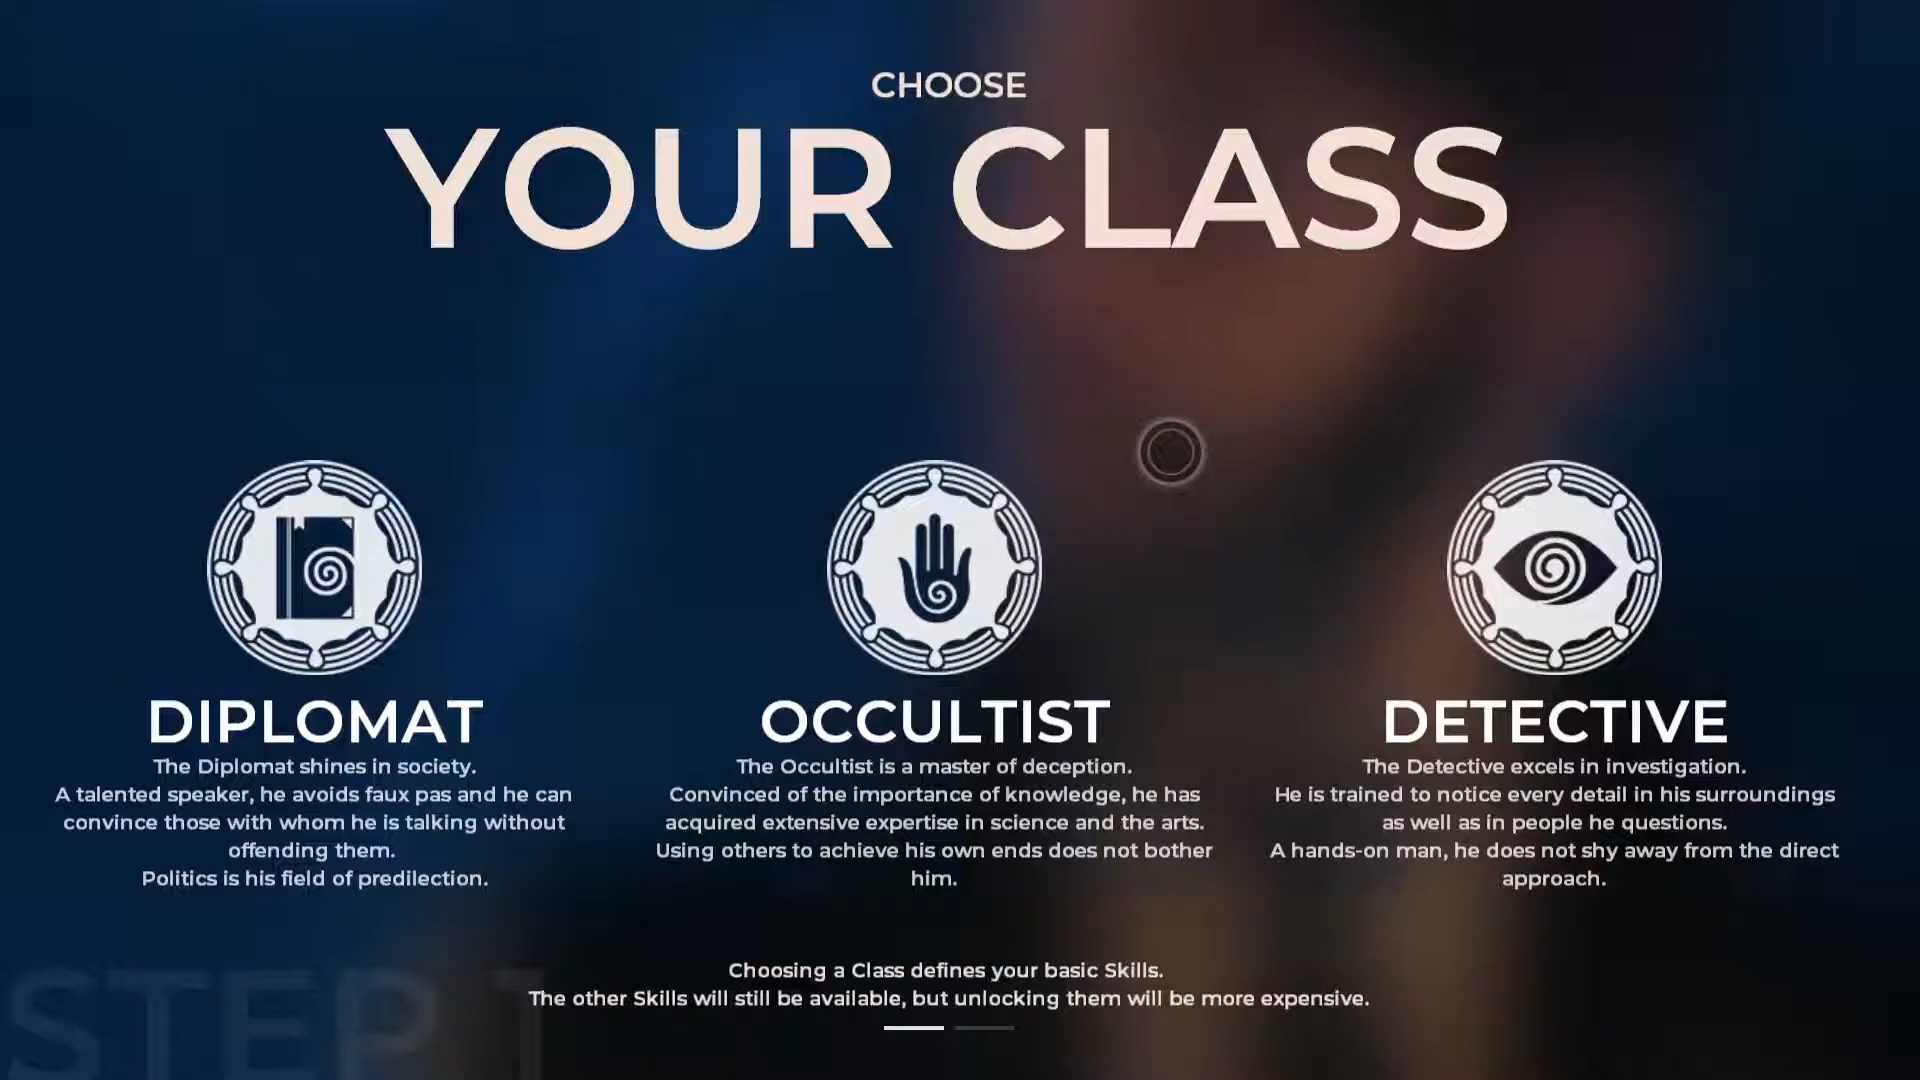 CHOOSE
YOUR CLASS
DIPLOMAT
The Diplomat shines in society.
A talented speaker, he avoids faux pas and he can
convince those with whom he is talking without
offending them.
Politics is his field of predilection.
OCCULTIST
The Occultist is a master of deception.
Convinced of the importance of knowledge, he has
acquired extensive expertise in science and the arts.
Using others to achieve his own ends does not bother
him.
DETECTIVE
The Detective excels in investigation.
He is trained to notice every detail in his surroundings
as well as in people he questions.
A hands-on man, he does not shy away from the direct
approach.
Choosing a Class defines your basic Skills.
The other Skills will still be available, but unlocking them will be more expensive.
STEP